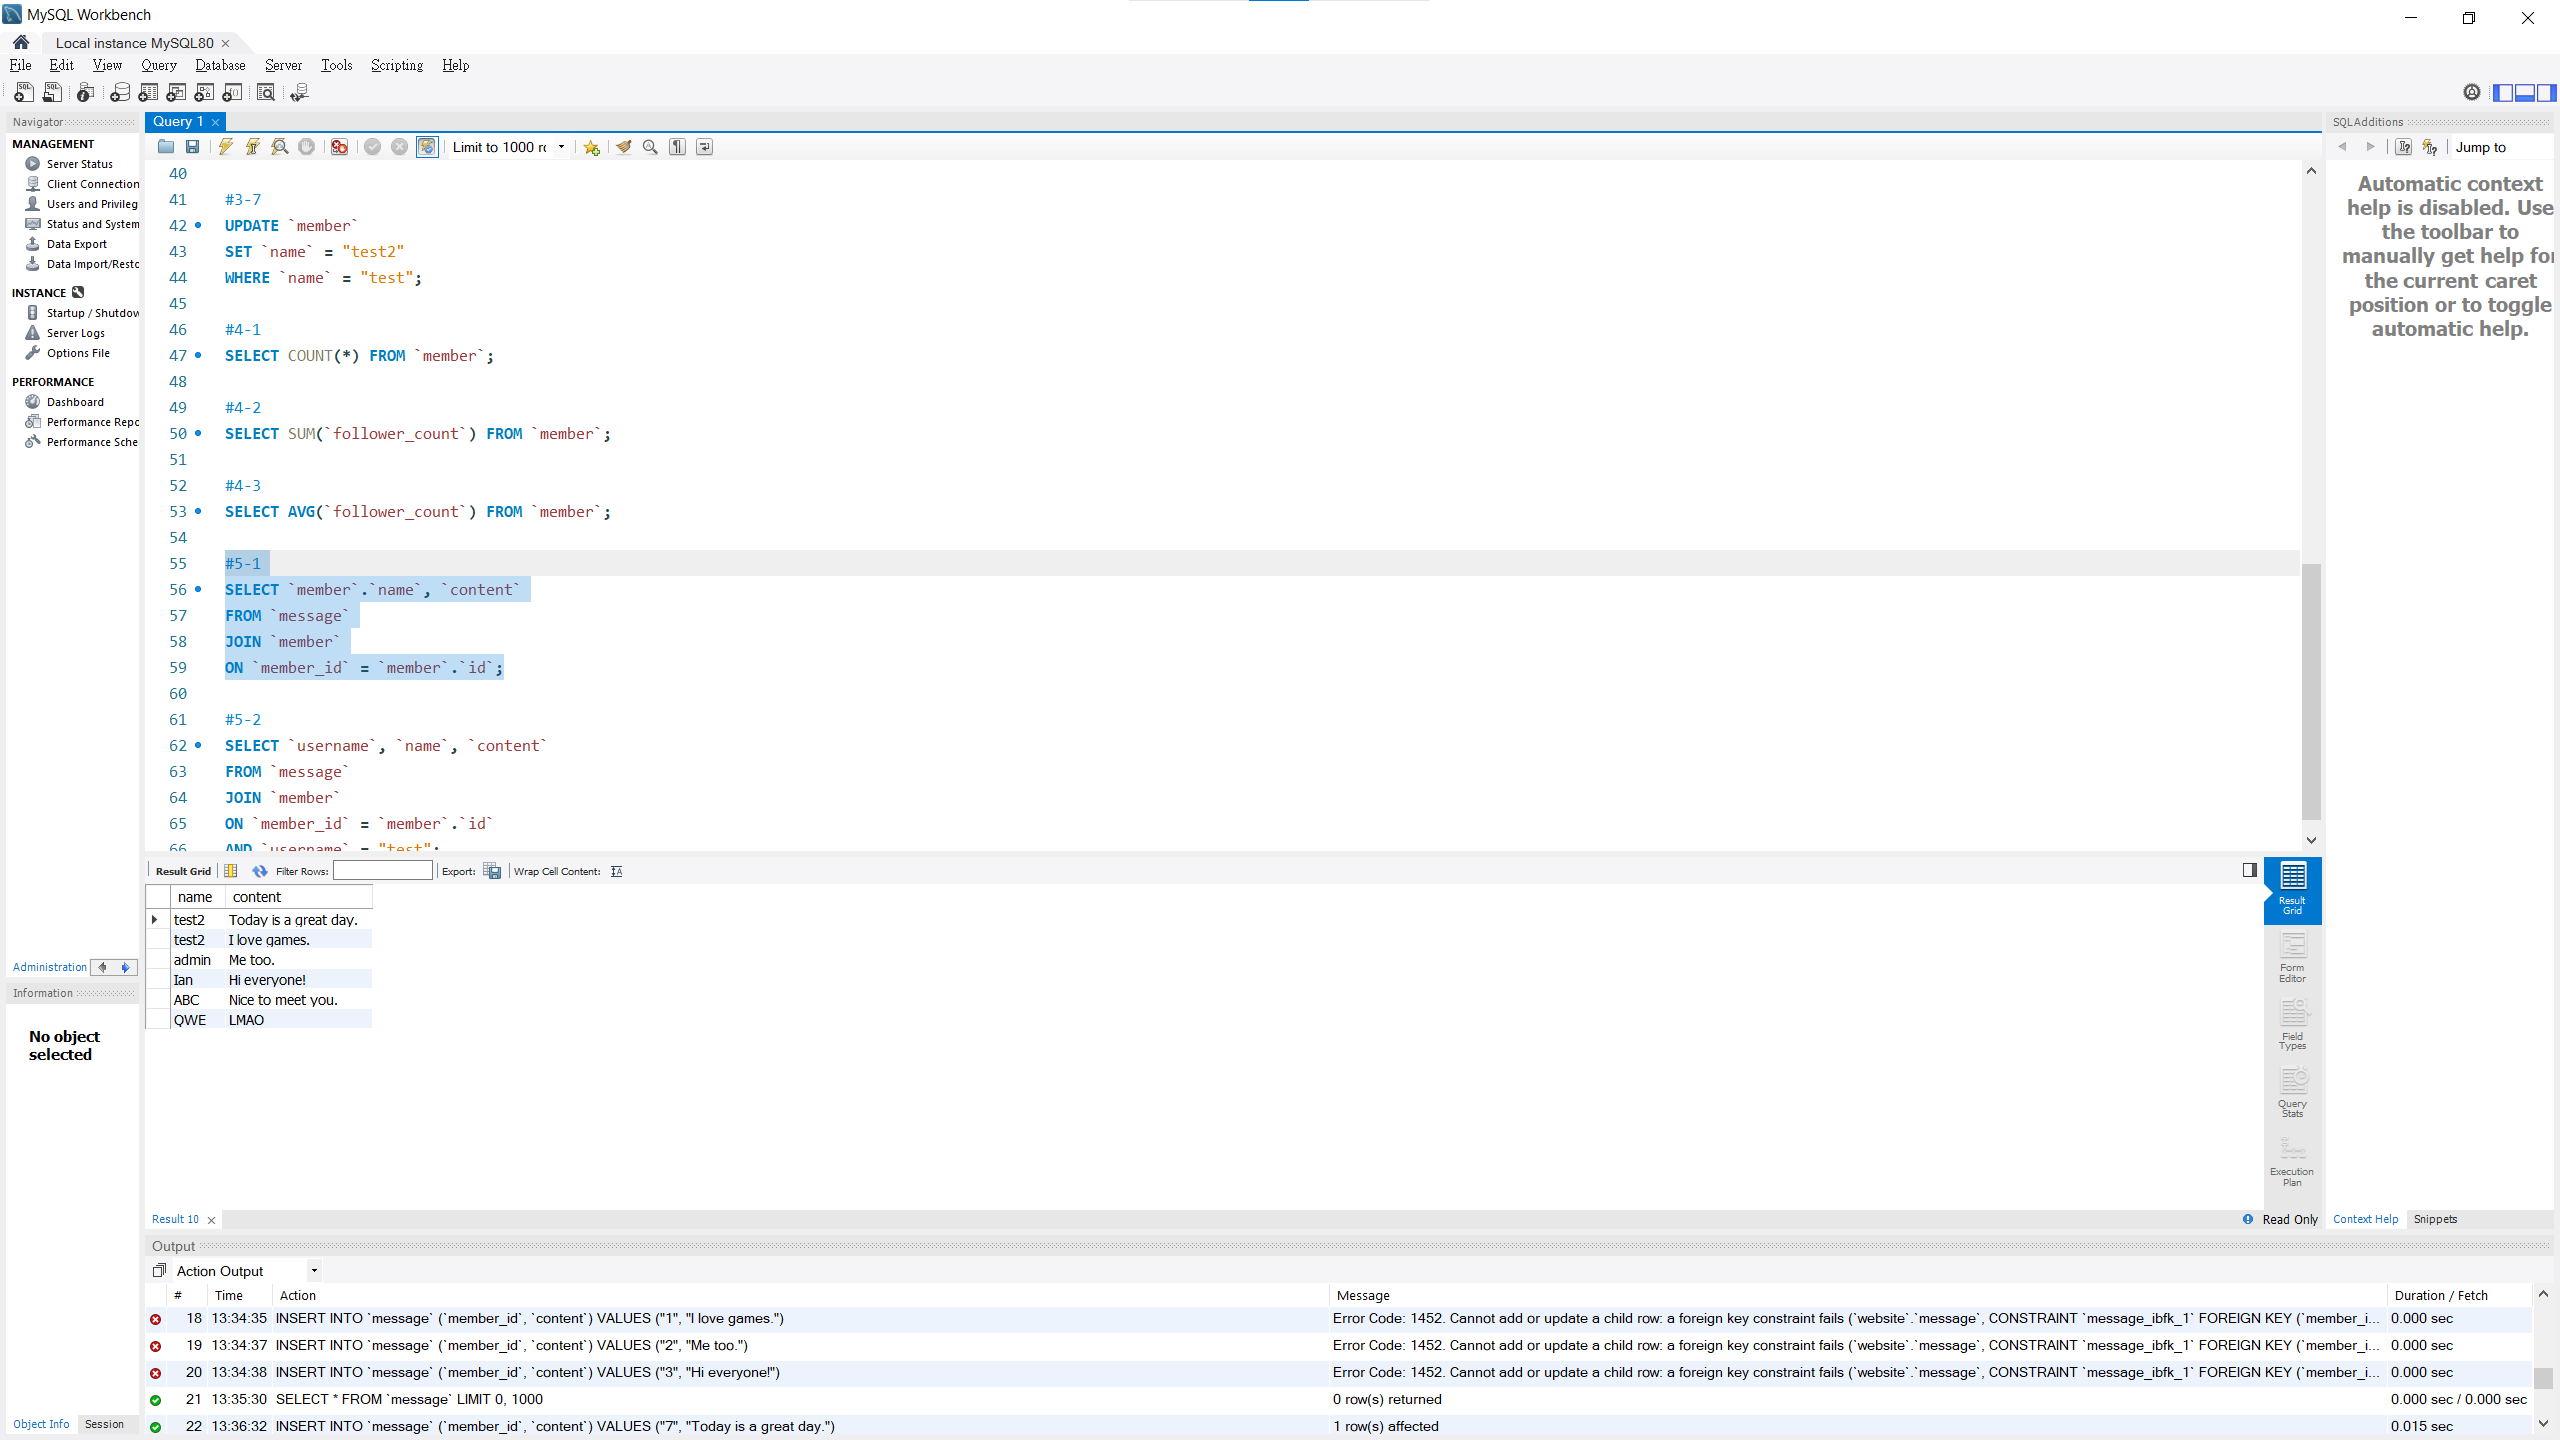 MySQL Workbench
Local instance MySQL80
File Edit View Query Database Server Tools Scripting Help
Navigator
MANAGEMENT
Server Status
Client Connection
Users and Privileg
Status and System
Data Export
Data Import/Resto
INSTANCE
Startup / Shutdow
Server Logs
Options File
PERFORMANCE
Dashboard
Performance Repo
Performance Sche
Administration
Information
No object
selected
Object Info Session
Query 1
Limit to 1000 ro
40
41 #3-7
42 UPDATE `member`
43 SET `name` = "test2"
44 WHERE `name` = "test";
45
46 #4-1
47 SELECT COUNT(*) FROM `member`;
48
49 #4-2
50 SELECT SUM(`follower_count`) FROM `member`;
51
52 #4-3
53 SELECT AVG(`follower_count`) FROM `member`;
54
55 #5-1
56 SELECT `member`.`name`, `content`
57 FROM `message`
58 JOIN `member`
59 ON `member_id` = `member`.`id`;
60
61 #5-2
62 SELECT `username`, `name`, `content`
63 FROM `message`
64 JOIN `member`
65 ON `member_id` = `member`.`id`
66 AND `username` = "test";
Result Grid Filter Rows: Export: Wrap Cell Content:
name content
test2 Today is a great day.
test2 I love games.
admin Me too.
Ian Hi everyone!
ABC Nice to meet you.
QWE LMAO
Result
Grid
Form
Editor
Field
Types
Query
Stats
Execution
Plan
Result 10
Read Only
SQLAdditions
Jump to
Automatic context
help is disabled. Use
the toolbar to
manually get help for
the current caret
position or to toggle
automatic help.
Context Help Snippets
Output
Action Output
# Time Action Message Duration / Fetch
18 13:34:35 INSERT INTO `message` (`member_id`, `content`) VALUES ("1", "I love games.") Error Code: 1452. Cannot add or update a child row: a foreign key constraint fails (`website`.`message`, CONSTRAINT `message_ibfk_1` FOREIGN KEY (`member_i... 0.000 sec
19 13:34:37 INSERT INTO `message` (`member_id`, `content`) VALUES ("2", "Me too.") Error Code: 1452. Cannot add or update a child row: a foreign key constraint fails (`website`.`message`, CONSTRAINT `message_ibfk_1` FOREIGN KEY (`member_i... 0.000 sec
20 13:34:38 INSERT INTO `message` (`member_id`, `content`) VALUES ("3", "Hi everyone!") Error Code: 1452. Cannot add or update a child row: a foreign key constraint fails (`website`.`message`, CONSTRAINT `message_ibfk_1` FOREIGN KEY (`member_i... 0.000 sec
21 13:35:30 SELECT * FROM `message` LIMIT 0, 1000 0 row(s) returned 0.000 sec / 0.000 sec
22 13:36:32 INSERT INTO `message` (`member_id`, `content`) VALUES ("7", "Today is a great day.") 1 row(s) affected 0.015 sec